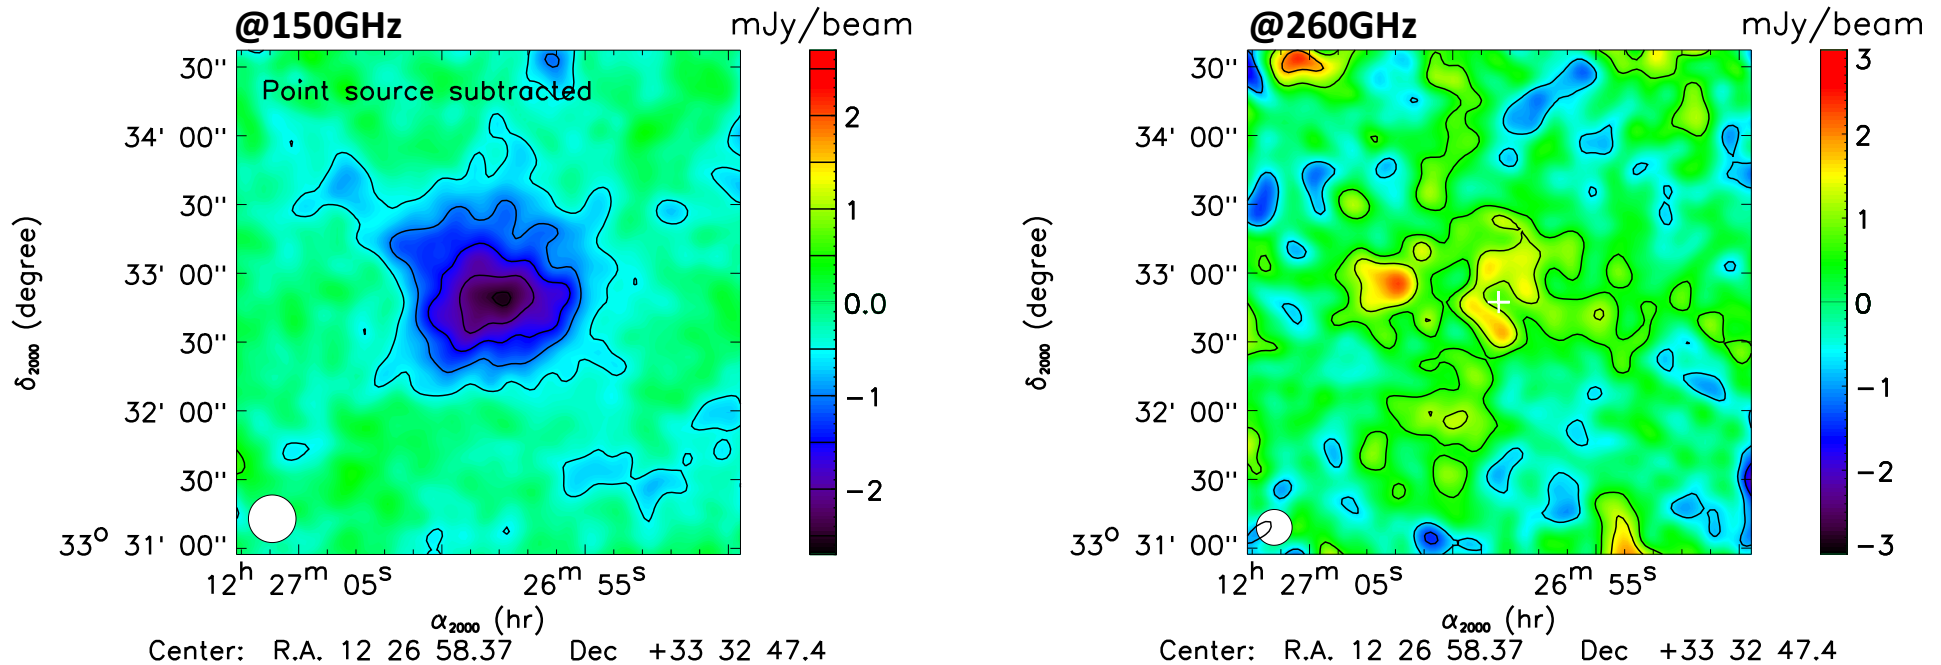 @150GHz
mJy/beam
Point source subtracted
30"
34' 00"
30"
33' 00"
30"
32' 00"
30"
33° 31' 00"
δ2000 (degree)
12h 27m 05s
26m 55s
α2000 (hr)
Center: R.A. 12 26 58.37 Dec +33 32 47.4
2
1
0.0
−1
−2
@260GHz
mJy/beam
30"
34' 00"
30"
33' 00"
30"
32' 00"
30"
33° 31' 00"
δ2000 (degree)
12h 27m 05s
26m 55s
α2000 (hr)
Center: R.A. 12 26 58.37 Dec +33 32 47.4
3
2
1
0
−1
−2
−3